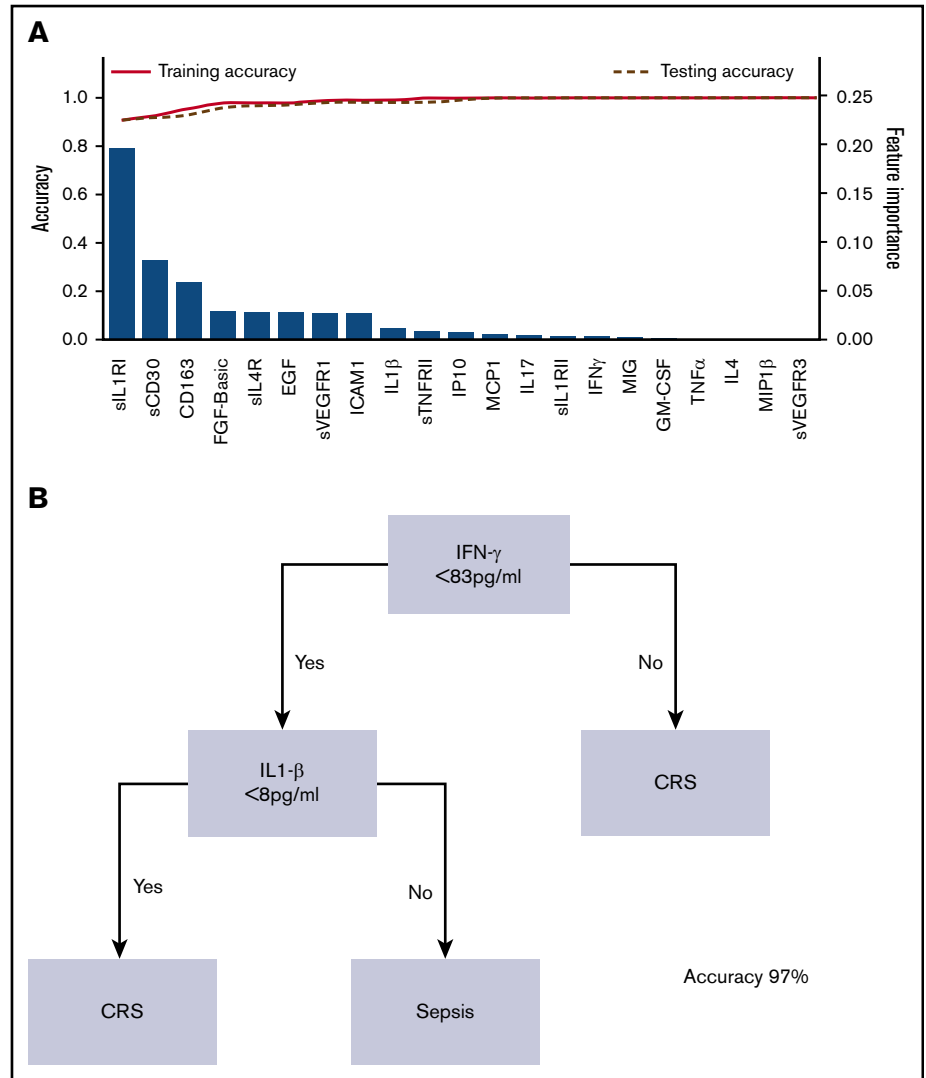 A
Training accuracy
Testing accuracy
Accuracy
1.0
0.8
0.6
0.4
0.2
0.0
0.25
0.20
0.15
0.10
0.05
0.00
Feature importance
sIL1RI
sCD30
CD163
FGF-Basic
sIL4R
EGF
sVEGFR1
ICAM1
IL1β
sTNFRII
IP10
MCP1
IL17
sIL1RII
IFNγ
MIG
GM-CSF
TNFα
IL4
MIP1β
sVEGFR3
B
IFN-γ
<83pg/ml
Yes
No
IL1-β
<8pg/ml
CRS
Yes
No
CRS
Sepsis
Accuracy 97%